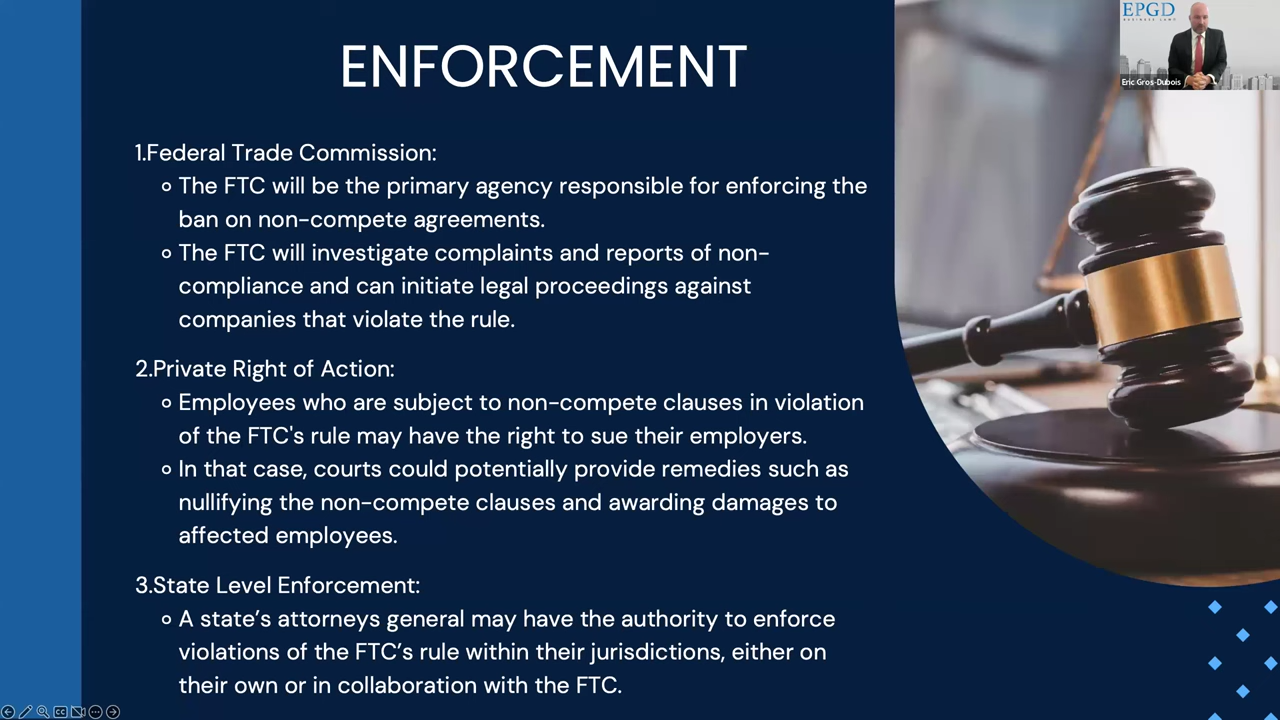 ENFORCEMENT
EPGD
BUSINESS LAW
Eric Gros-Dubois
1.Federal Trade Commission:
The FTC will be the primary agency responsible for enforcing the
ban on non-compete agreements.
The FTC will investigate complaints and reports of non-
compliance and can initiate legal proceedings against
companies that violate the rule.
2.Private Right of Action:
Employees who are subject to non-compete clauses in violation
of the FTC's rule may have the right to sue their employers.
In that case, courts could potentially provide remedies such as
nullifying the non-compete clauses and awarding damages to
affected employees.
3.State Level Enforcement:
A state’s attorneys general may have the authority to enforce
violations of the FTC’s rule within their jurisdictions, either on
their own or in collaboration with the FTC.
CC